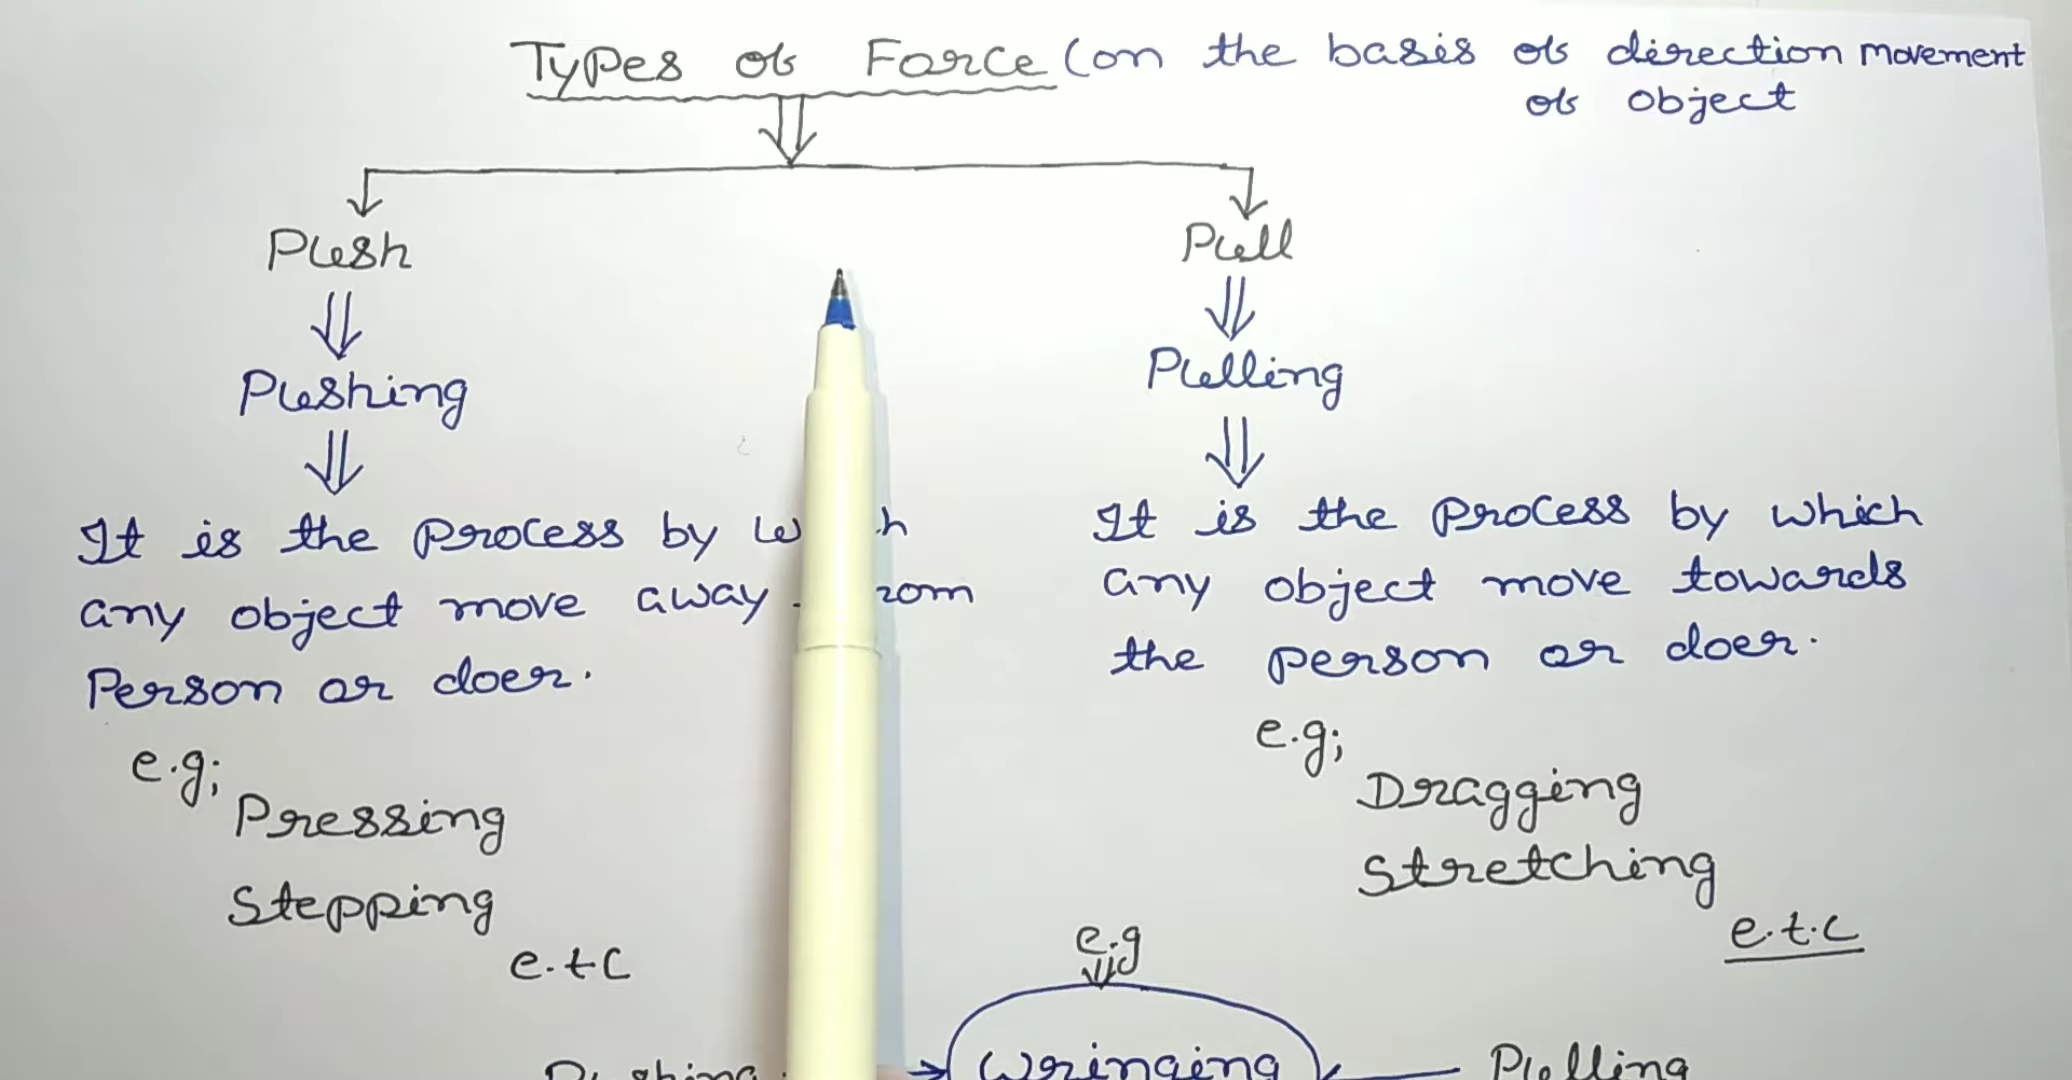 Types of Force (on the basis of direction movement
of object
Push
Pull
Pushing
Pulling
It is the process by w h
any object move away rom
Person or doer.
It is the process by which
any object move towards
the person or doer.
e.g;
Pressing
Stepping
e.t.c
e.g;
Dragging
Stretching
e.t.c
e.g
Pushing
Wringing
Pulling